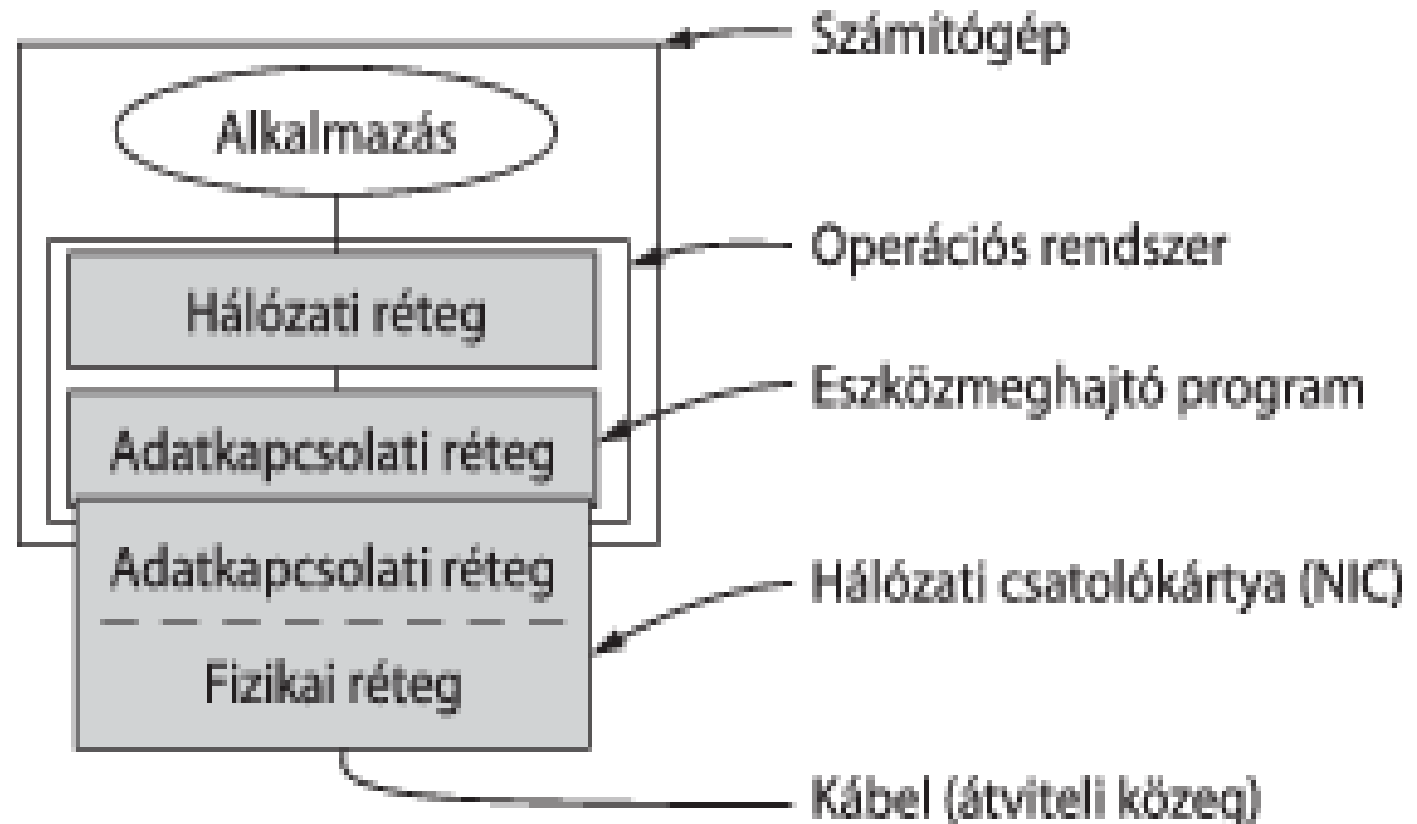 Számítógép
Alkalmazás
Operációs rendszer
Hálózati réteg
Eszközmeghajtó program
Adatkapcsolati réteg
Adatkapcsolati réteg
Hálózati csatolókártya (NIC)
Fizikai réteg
Kábel (átviteli közeg)